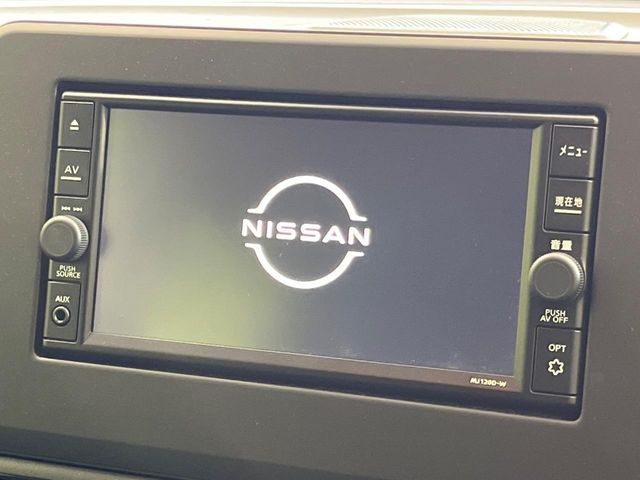 AV
PUSH
SOURCE
AUX
NISSAN
メニュー
現在地
音量
PUSH
AV OFF
OPT
MJ120D-W